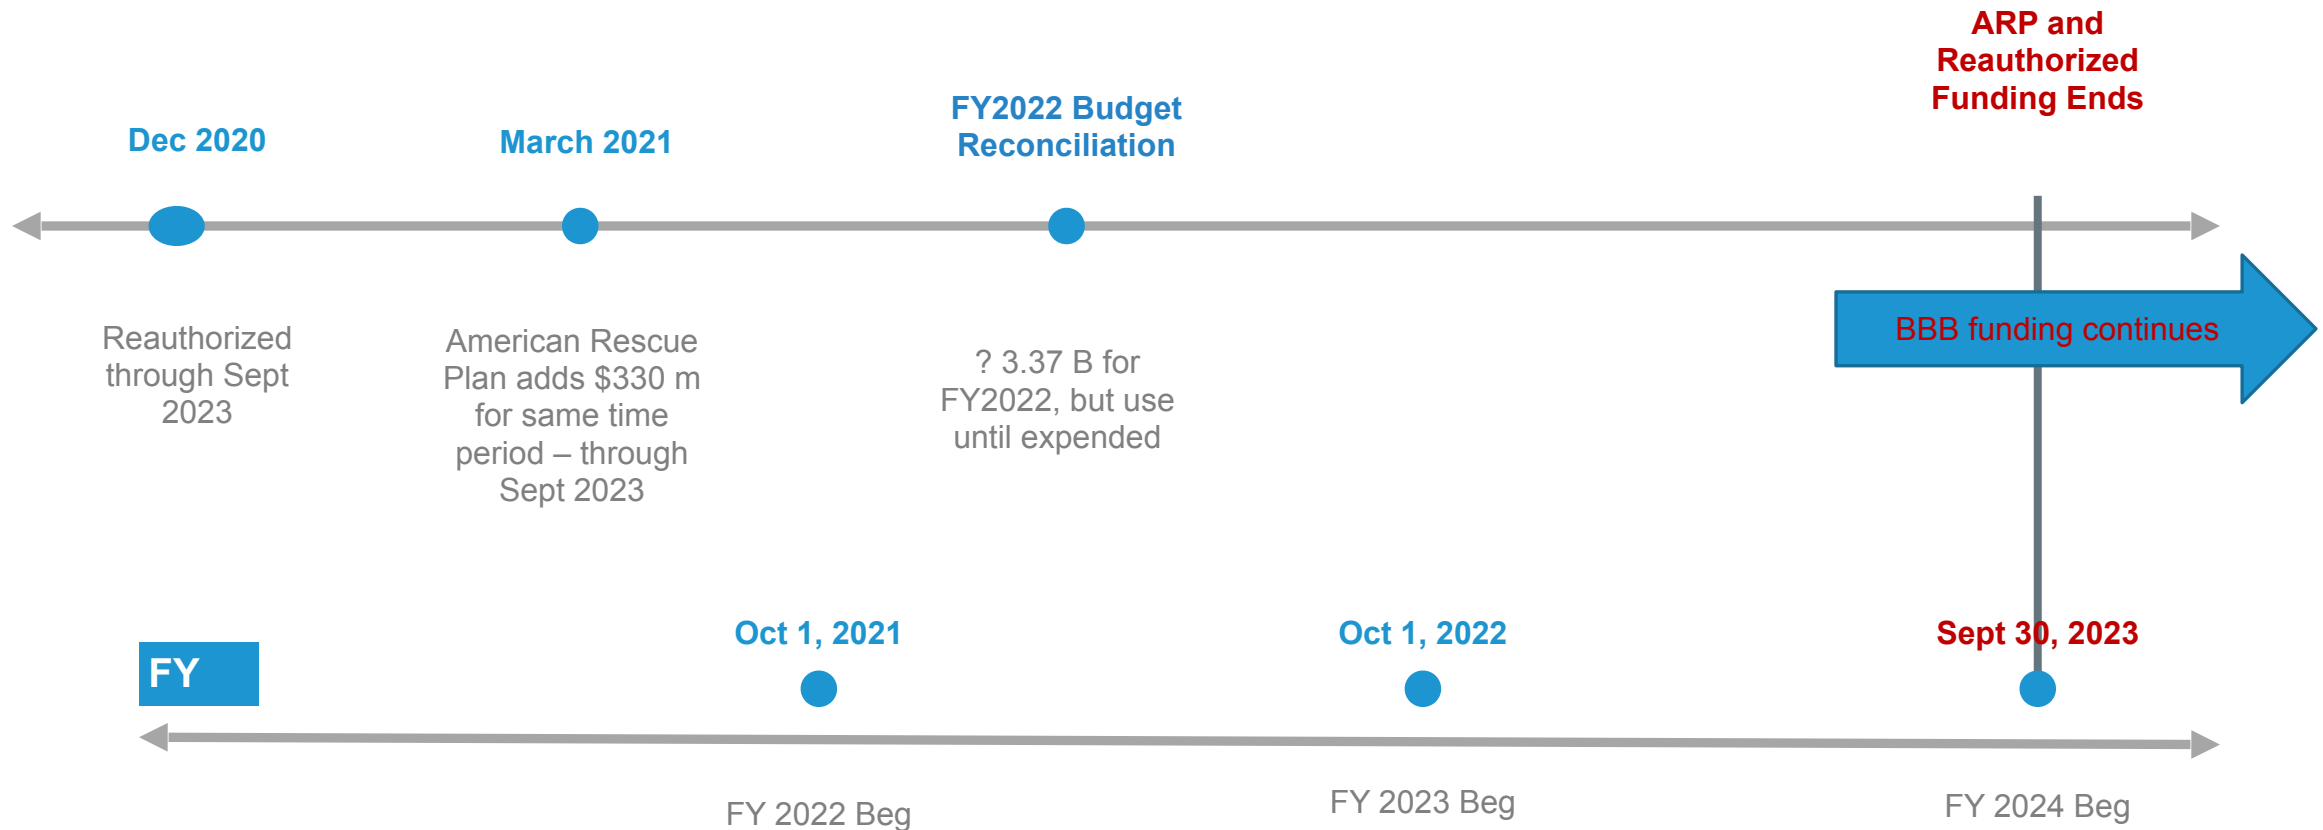 ARP and
Reauthorized
Funding Ends
Dec 2020
March 2021
FY2022 Budget
Reconciliation
BBB funding continues
Reauthorized
through Sept
2023
American Rescue
Plan adds $330 m
for same time
period – through
Sept 2023
? 3.37 B for
FY2022, but use
until expended
FY
Oct 1, 2021
Oct 1, 2022
Sept 30, 2023
FY 2022 Beg
FY 2023 Beg
FY 2024 Beg